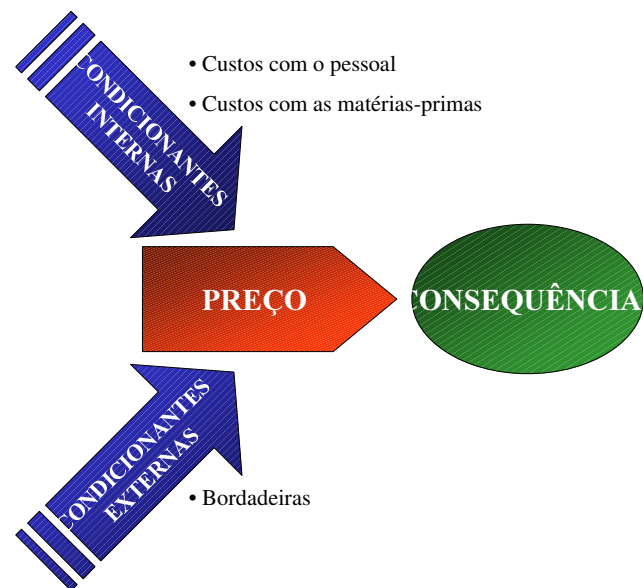 CONDICIONANTES
INTERNAS
• Custos com o pessoal
• Custos com as matérias-primas
PREÇO
CONSEQUÊNCIA
CONDICIONANTES
EXTERNAS
• Bordadeiras